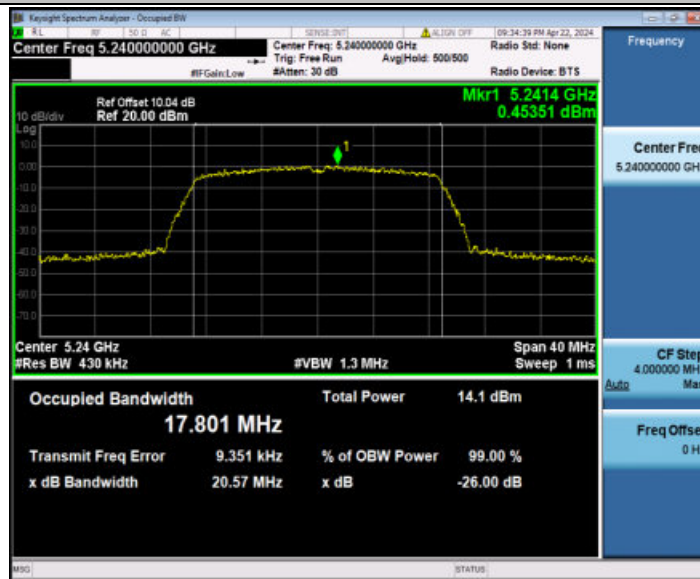 Keysight Spectrum Analyzer - Occupied BW
RL RF 50 Ω AC SENSE:INT ALIGN OFF 09:34:39 PM Apr 22, 2024
Center Freq 5.240000000 GHz
Center Freq: 5.240000000 GHz
Radio Std: None
Trig: Free Run Avg|Hold: 500/500
#IFGain:Low #Atten: 30 dB Radio Device: BTS
Frequency
Mkr1 5.2414 GHz
0.45351 dBm
Ref Offset 10.04 dB
10 dB/div Ref 20.00 dBm
Log
10.0
0.00
-10.0
-20.0
-30.0
-40.0
-50.0
-60.0
-70.0
1
Center 5.24 GHz Span 40 MHz
#Res BW 430 kHz #VBW 1.3 MHz Sweep 1 ms
Occupied Bandwidth Total Power 14.1 dBm
17.801 MHz
Transmit Freq Error 9.351 kHz % of OBW Power 99.00 %
x dB Bandwidth 20.57 MHz x dB -26.00 dB
Center Fre
5.240000000 GH
CF Step
4.000000 MH
Auto Ma
Freq Offse
0 H
MSG STATUS